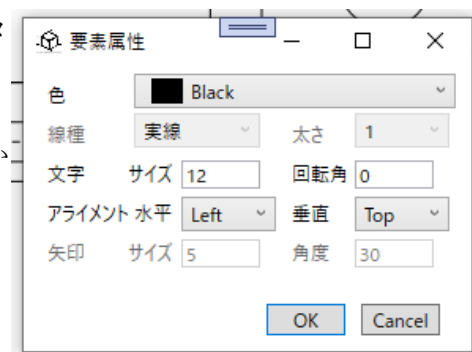 要素属性
色 Black
線種 実線 太さ 1
文字 サイズ 12 回転角 0
アライメント 水平 Left 垂直 Top
矢印 サイズ 5 角度 30
OK Cancel